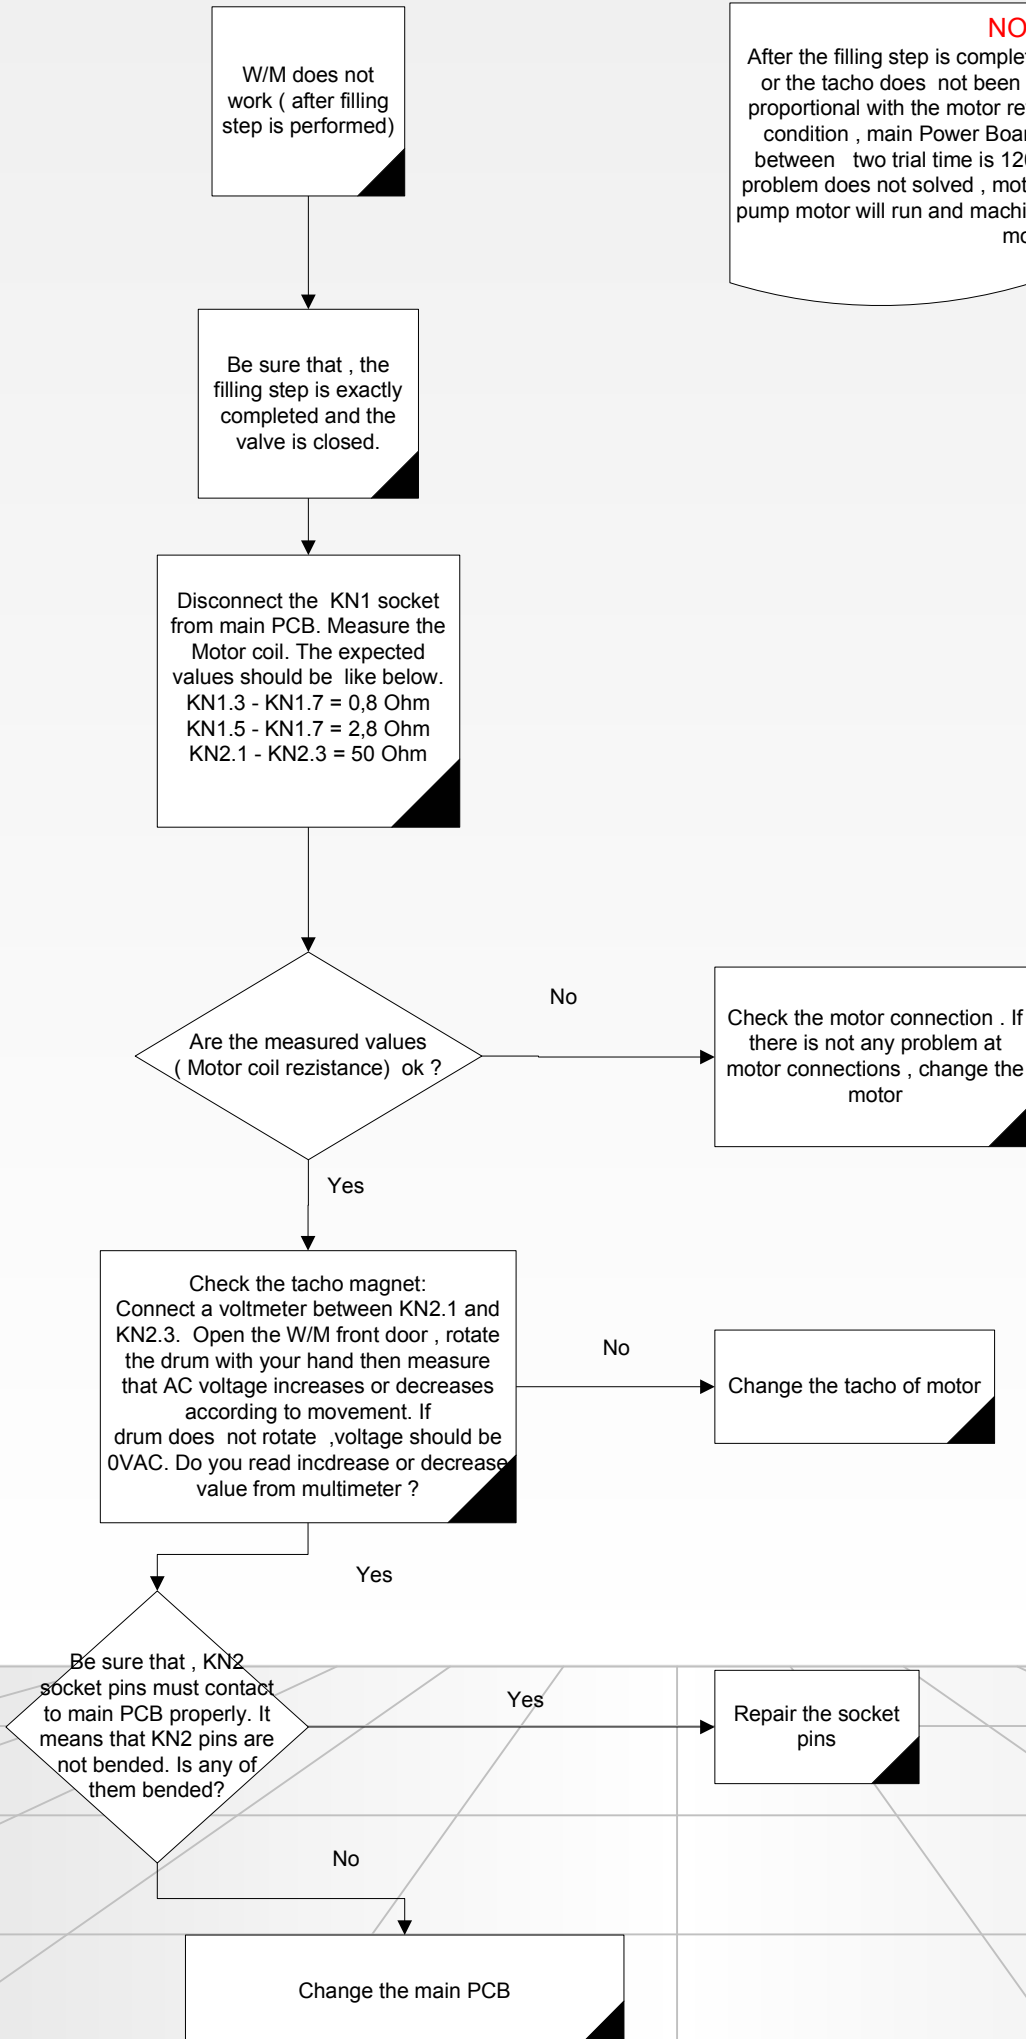 W/M does not
work ( after filling
step is performed)
NO
After the filling step is comple
or the tacho does not been
proportional with the motor re
condition , main Power Boar
between two trial time is 120
problem does not solved , mot
pump motor will run and machi
mo
Be sure that , the
filling step is exactly
completed and the
valve is closed.
Disconnect the KN1 socket
from main PCB. Measure the
Motor coil. The expected
values should be like below.
KN1.3 - KN1.7 = 0,8 Ohm
KN1.5 - KN1.7 = 2,8 Ohm
KN2.1 - KN2.3 = 50 Ohm
Are the measured values
( Motor coil rezistance) ok ?
No
Check the motor connection . If
there is not any problem at
motor connections , change the
motor
Yes
Check the tacho magnet:
Connect a voltmeter between KN2.1 and
KN2.3. Open the W/M front door , rotate
the drum with your hand then measure
that AC voltage increases or decreases
according to movement. If
drum does not rotate ,voltage should be
0VAC. Do you read incdrease or decrease
value from multimeter ?
No
Change the tacho of motor
Yes
Be sure that , KN2
socket pins must contact
to main PCB properly. It
means that KN2 pins are
not bended. Is any of
them bended?
Yes
Repair the socket
pins
No
Change the main PCB